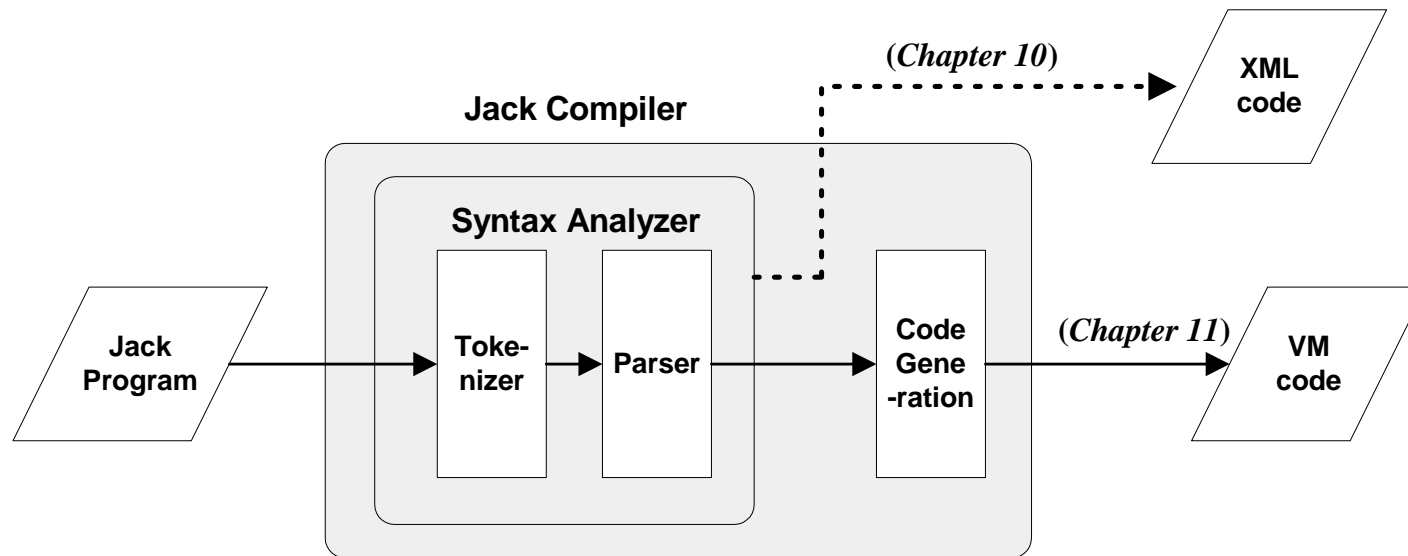 (Chapter 10)
XML
code
Jack Compiler
Syntax Analyzer
Jack
Program
Toke-
nizer
Parser
Code
Gene
-ration
(Chapter 11)
VM
code